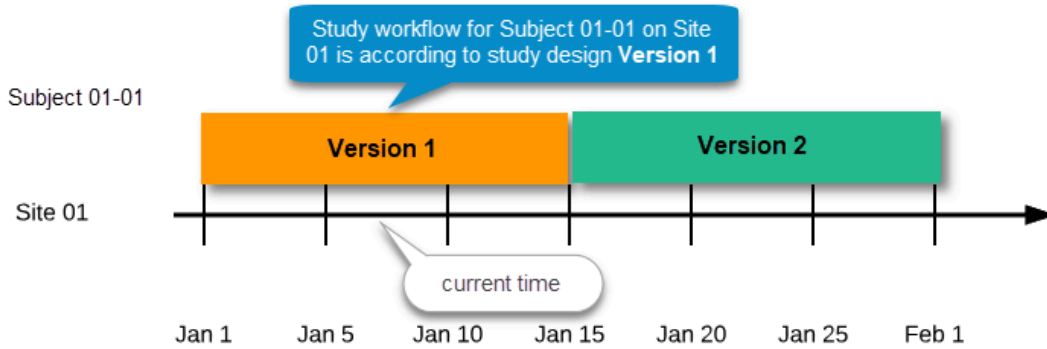 Study workflow for Subject 01-01 on Site
01 is according to study design Version 1
Subject 01-01
Version 1
Version 2
Site 01
current time
Jan 1
Jan 5
Jan 10
Jan 15
Jan 20
Jan 25
Feb 1